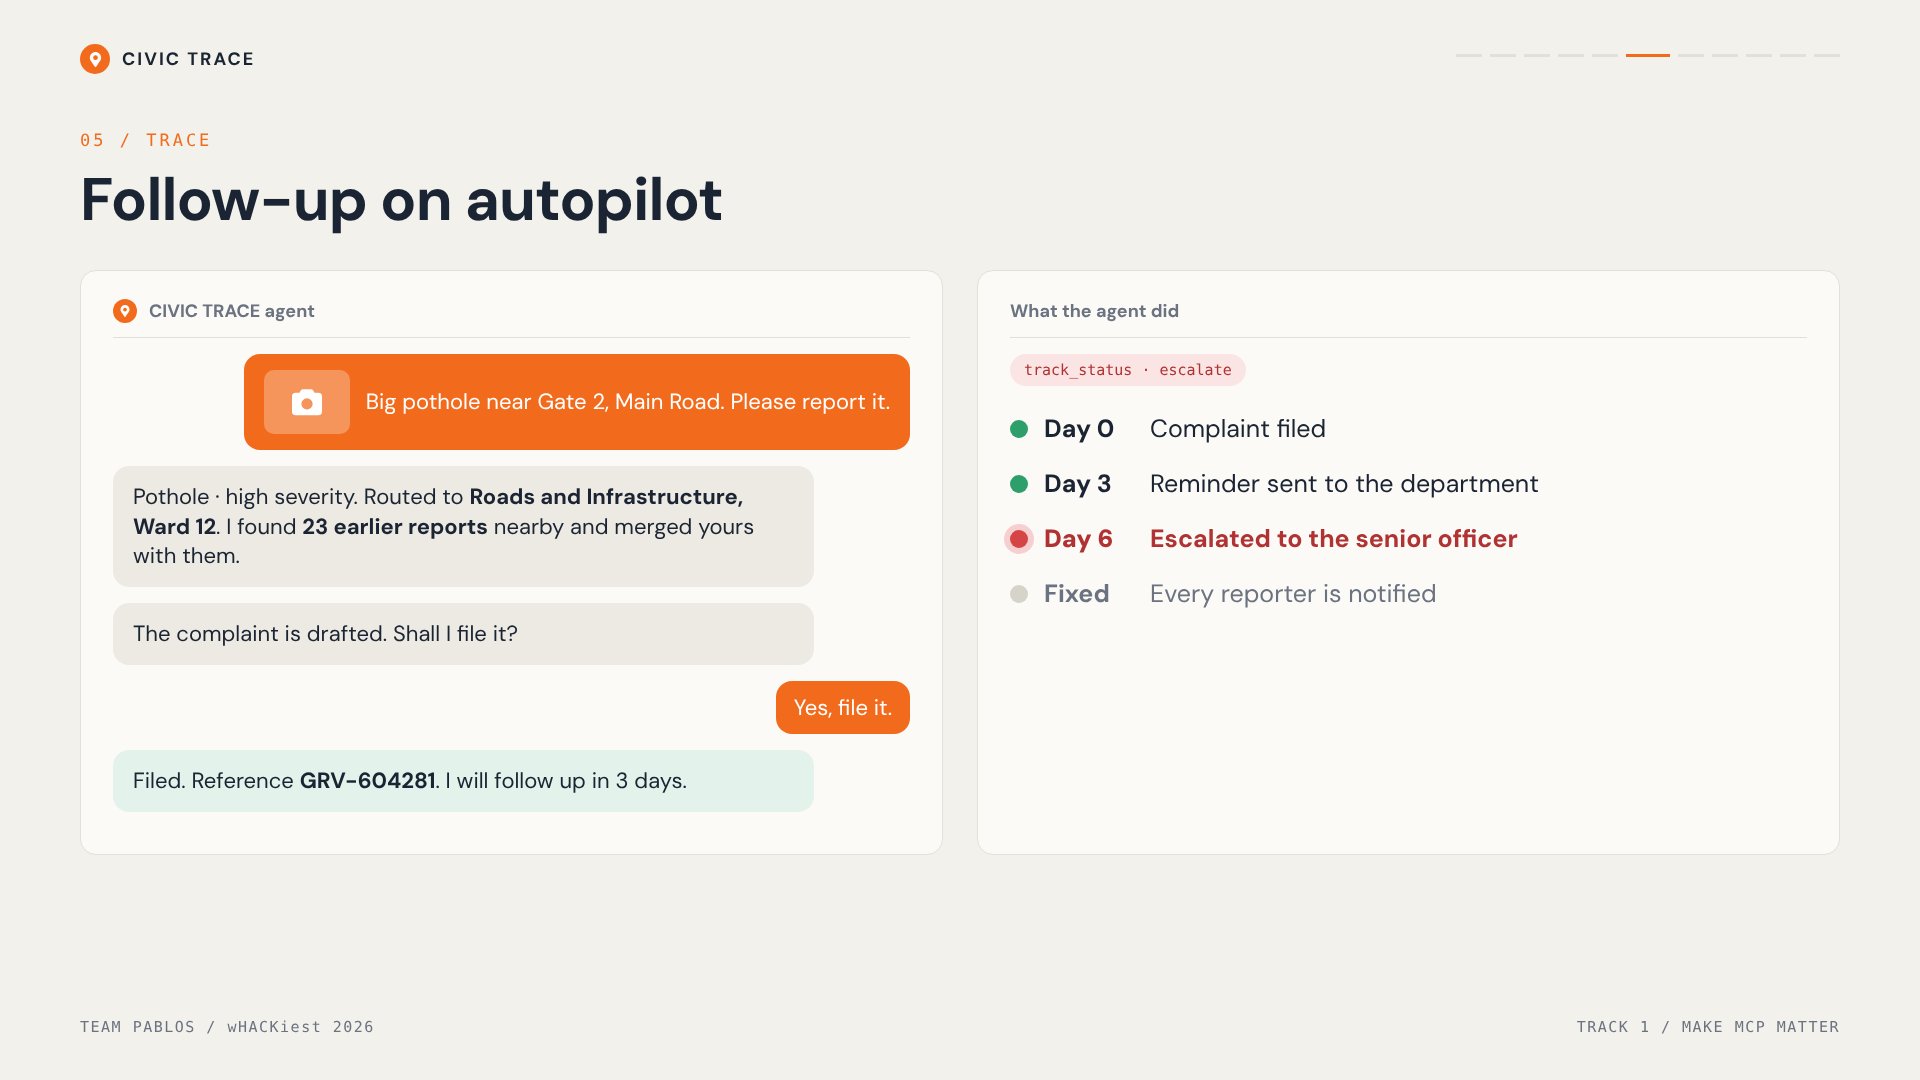 CIVIC TRACE
05 / TRACE
Follow-up on autopilot
CIVIC TRACE agent
Big pothole near Gate 2, Main Road. Please report it.
Pothole · high severity. Routed to Roads and Infrastructure,
Ward 12. I found 23 earlier reports nearby and merged yours
with them.
The complaint is drafted. Shall I file it?
Yes, file it.
Filed. Reference GRV-604281. I will follow up in 3 days.
What the agent did
track_status · escalate
Day 0 Complaint filed
Day 3 Reminder sent to the department
Day 6 Escalated to the senior officer
Fixed Every reporter is notified
TEAM PABLOS / wHACKiest 2026
TRACK 1 / MAKE MCP MATTER